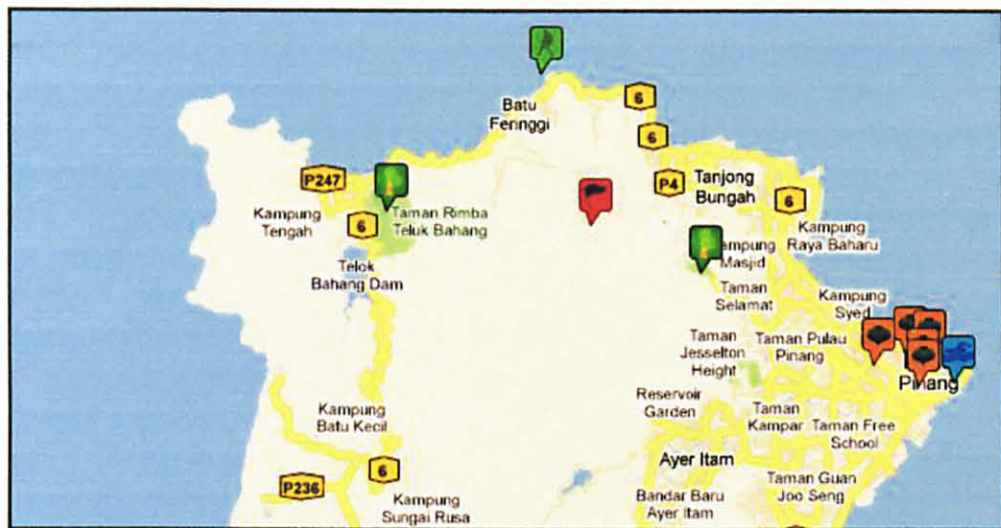 Batu
Feringgi
6
6
P247
P4
Tanjong
Bungah
6
Kampung
Tengah
6
Taman Rimba
Teluk Bahang
Kampung
Raya Baharu
ampung
Masjid
Telok
Bahang Dam
Taman
Selamat
Kampung
Syed
Taman
Jesselton
Height
Taman Pulau
Pinang
Pinang
Reservoir
Garden
Kampung
Batu Kecil
Taman
Kampar
Taman Free
School
6
Ayer Itam
P236
Kampung
Sungai Rusa
Bandar Baru
Ayer Itam
Taman Guan
Joo Seng